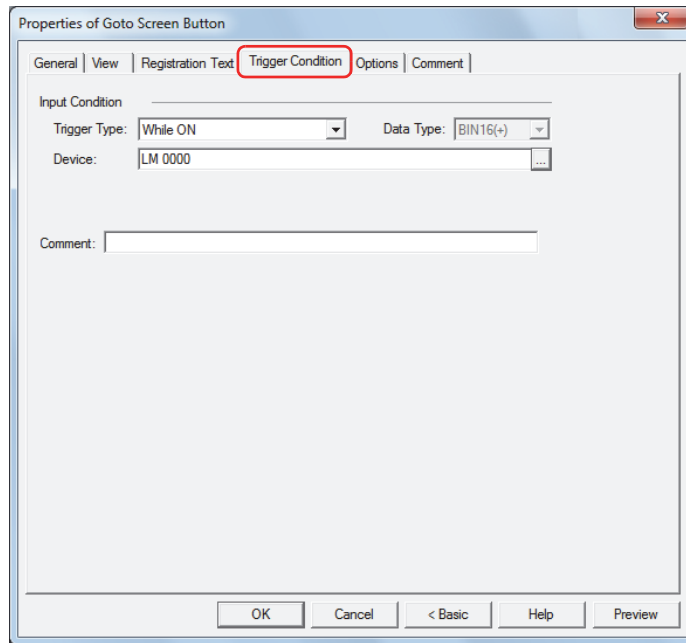 Properties of Goto Screen Button
General View Registration Text Trigger Condition Options Comment
Input Condition
Trigger Type: While ON Data Type: BIN16(+)
Device: LM 0000 ...
Comment:
OK Cancel < Basic Help Preview